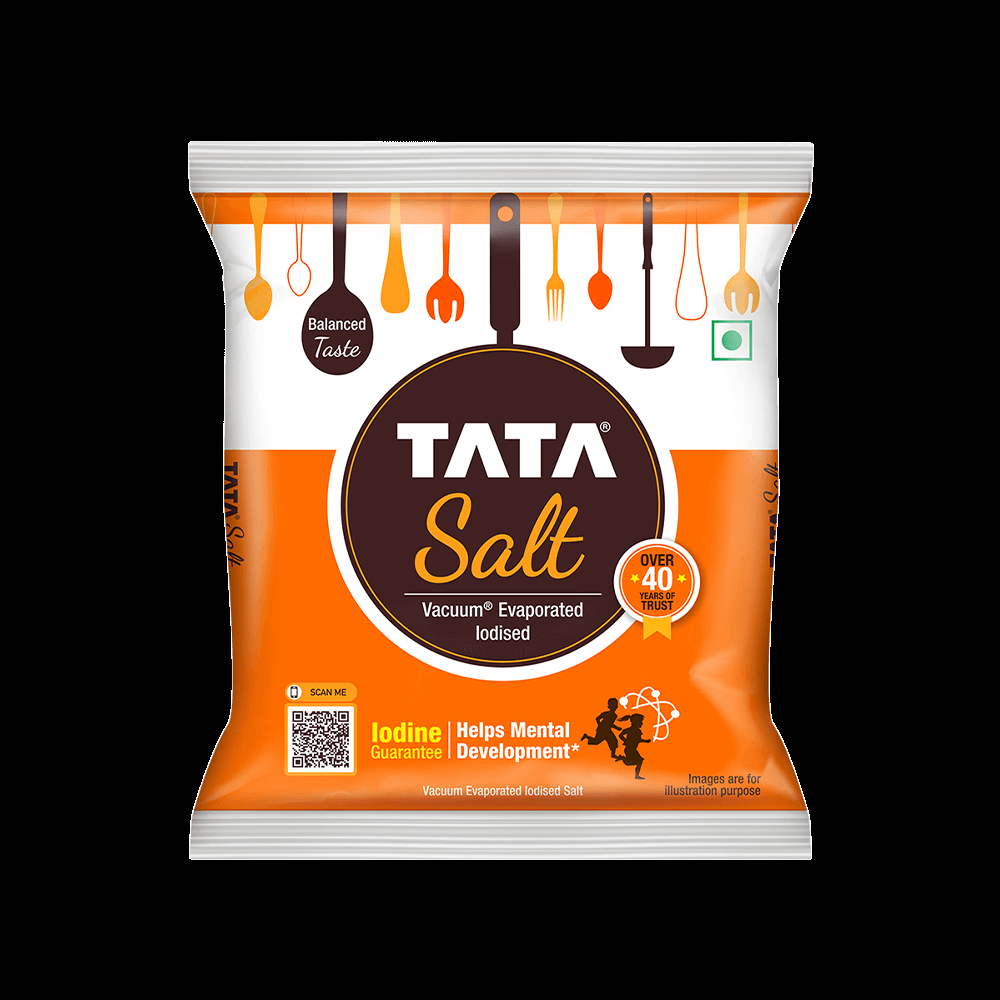 Balanced
Taste
TATA®
Salt
Vacuum® Evaporated
Iodised
OVER
40
YEARS OF
TRUST
TATA Salt
TATA Salt
SCAN ME
Iodine
Guarantee
Helps Mental
Development*
Images are for
illustration purpose
Vacuum Evaporated Iodised Salt